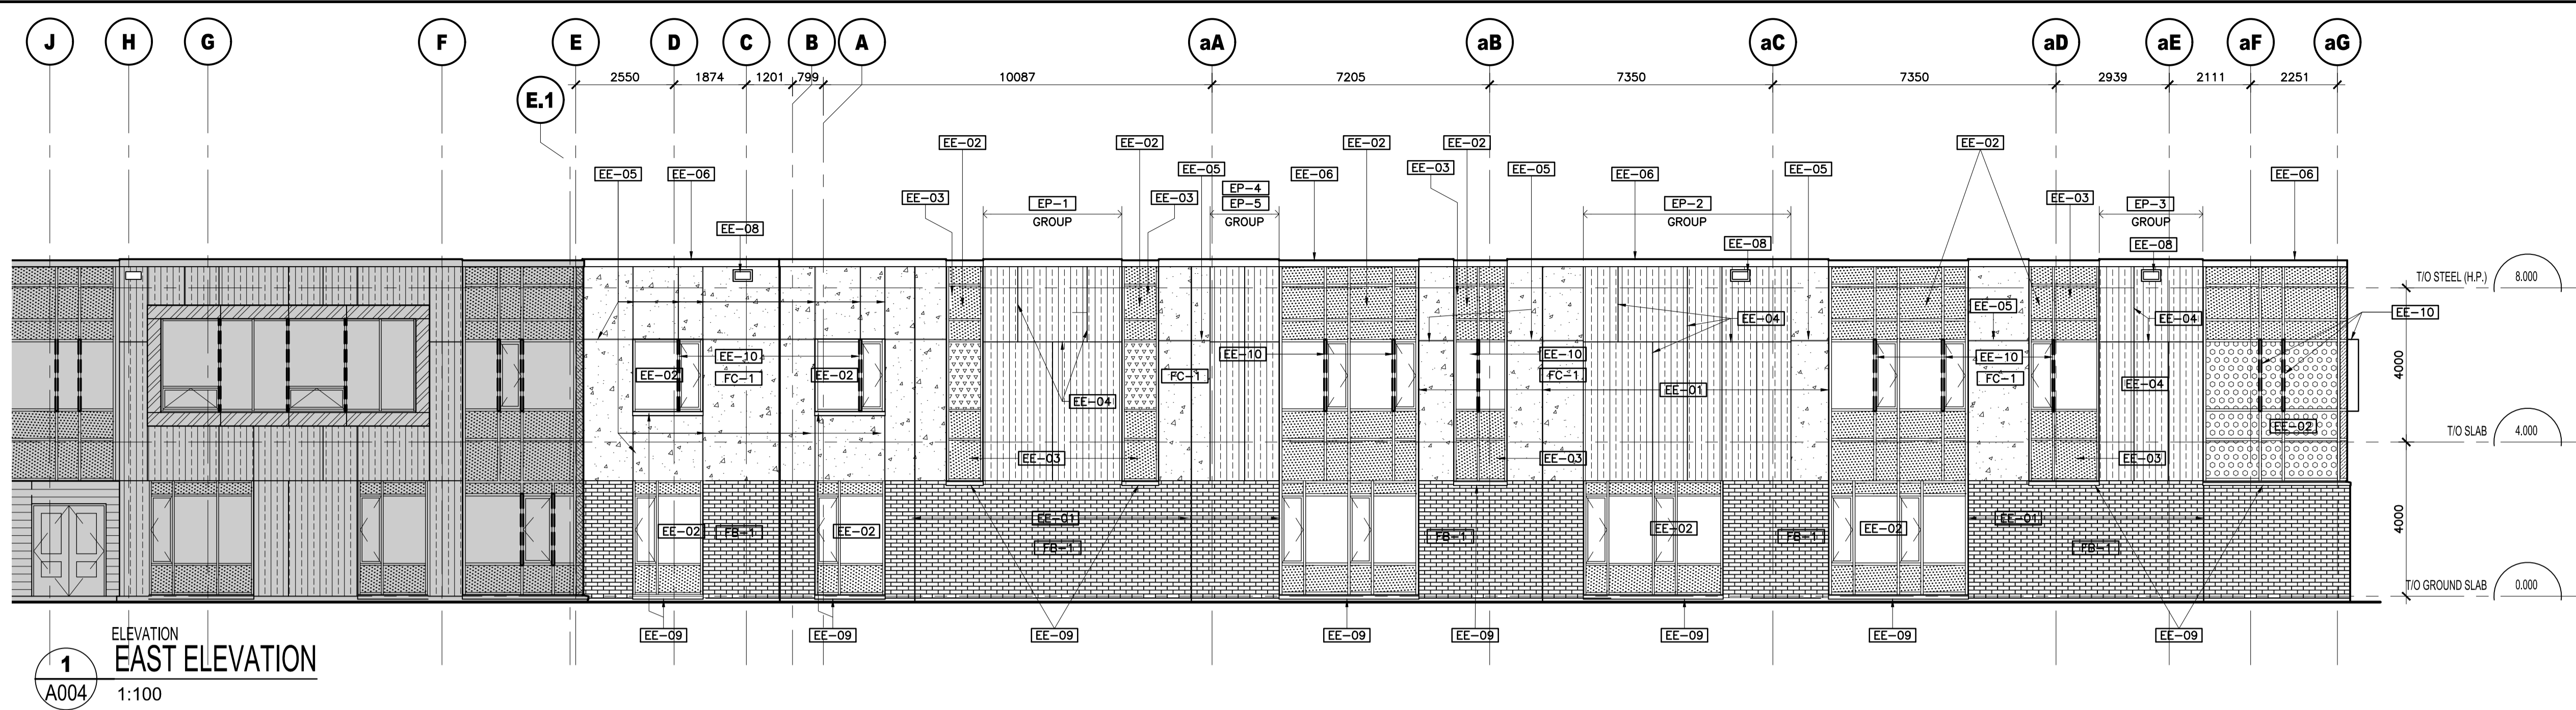 J H G F E D C B A aA aB aC aD aE aF aG
2550 1874 1201 799 10087 7205 7350 7350 2939 2111 2251
E.1
EE-02 EE-02 EE-02 EE-02 EE-02
EE-05 EE-06 EE-05 EE-06 EE-03 EE-05 EE-06 EE-05 EE-06
EE-03 EP-1 EE-03 EP-4 EP-2 EE-03 EP-3
EP-5
GROUP GROUP GROUP GROUP
EE-08 EE-08 EE-08
T/O STEEL (H.P.) 8.000
EE-05
EE-04 EE-04 EE-10
EE-10 EE-10 EE-10 EE-10
EE-02 FC-1 EE-02 FC-1 FC-1 FC-1 EE-04
4000
EE-04 EE-01
EE-02
T/O SLAB 4.000
EE-03 EE-03 EE-03
EE-01 EE-01
EE-02 FB-1 EE-02 FB-1 EE-02 FB-1 EE-02
FB-1 FB-1
4000
T/O GROUND SLAB 0.000
EE-09 EE-09 EE-09 EE-09 EE-09 EE-09 EE-09 EE-09
ELEVATION
1 EAST ELEVATION
A004 1:100